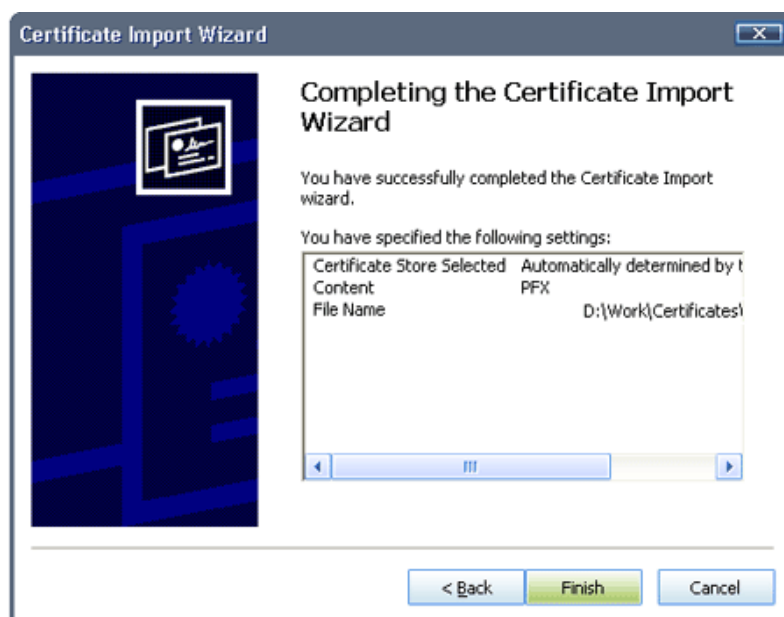 Certificate Import Wizard
Completing the Certificate Import
Wizard
You have successfully completed the Certificate Import
wizard.
You have specified the following settings:
Certificate Store Selected Automatically determined by t
Content PFX
File Name D:\Work\Certificates\
< Back Finish Cancel